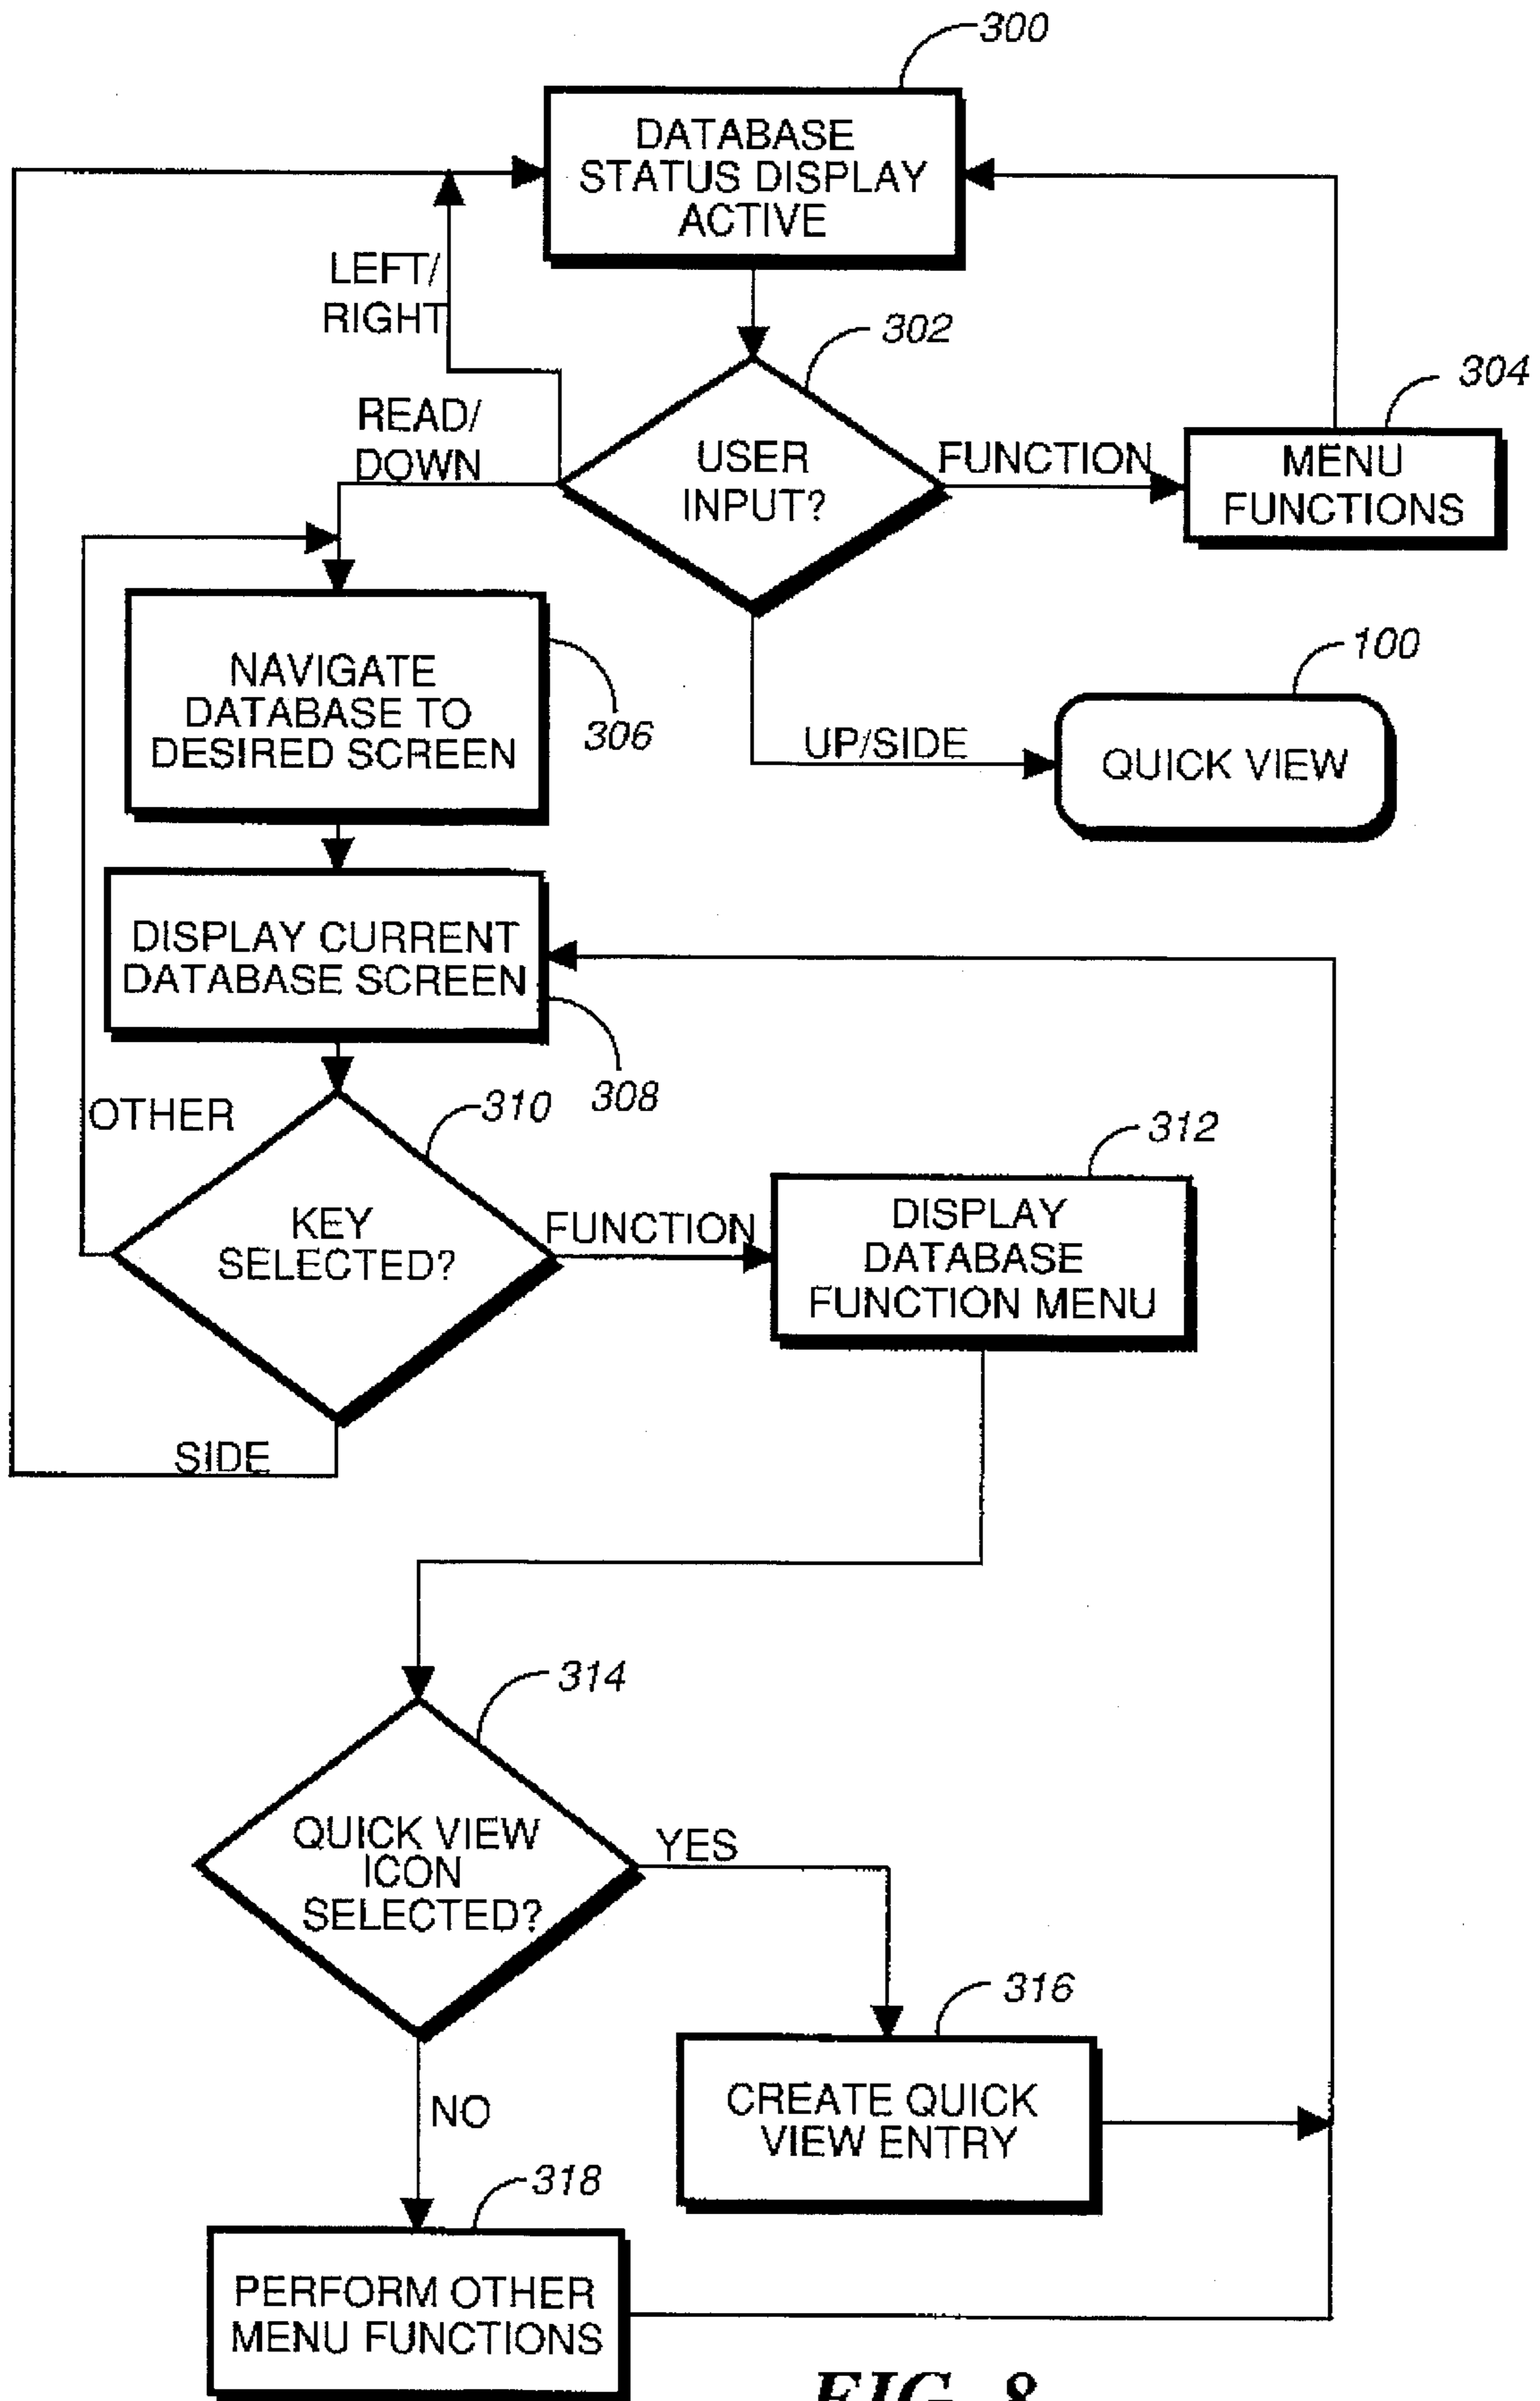 300
DATABASE
STATUS DISPLAY
ACTIVE
LEFT/
RIGHT
302
304
READ/
DOWN
USER
INPUT?
FUNCTION
MENU
FUNCTIONS
NAVIGATE
DATABASE TO
DESIRED SCREEN
306
100
UP/SIDE
QUICK VIEW
DISPLAY CURRENT
DATABASE SCREEN
308
OTHER
310
312
KEY
SELECTED?
FUNCTION
DISPLAY
DATABASE
FUNCTION MENU
SIDE
314
QUICK VIEW
ICON
SELECTED?
YES
316
NO
CREATE QUICK
VIEW ENTRY
318
PERFORM OTHER
MENU FUNCTIONS
FIG. 8